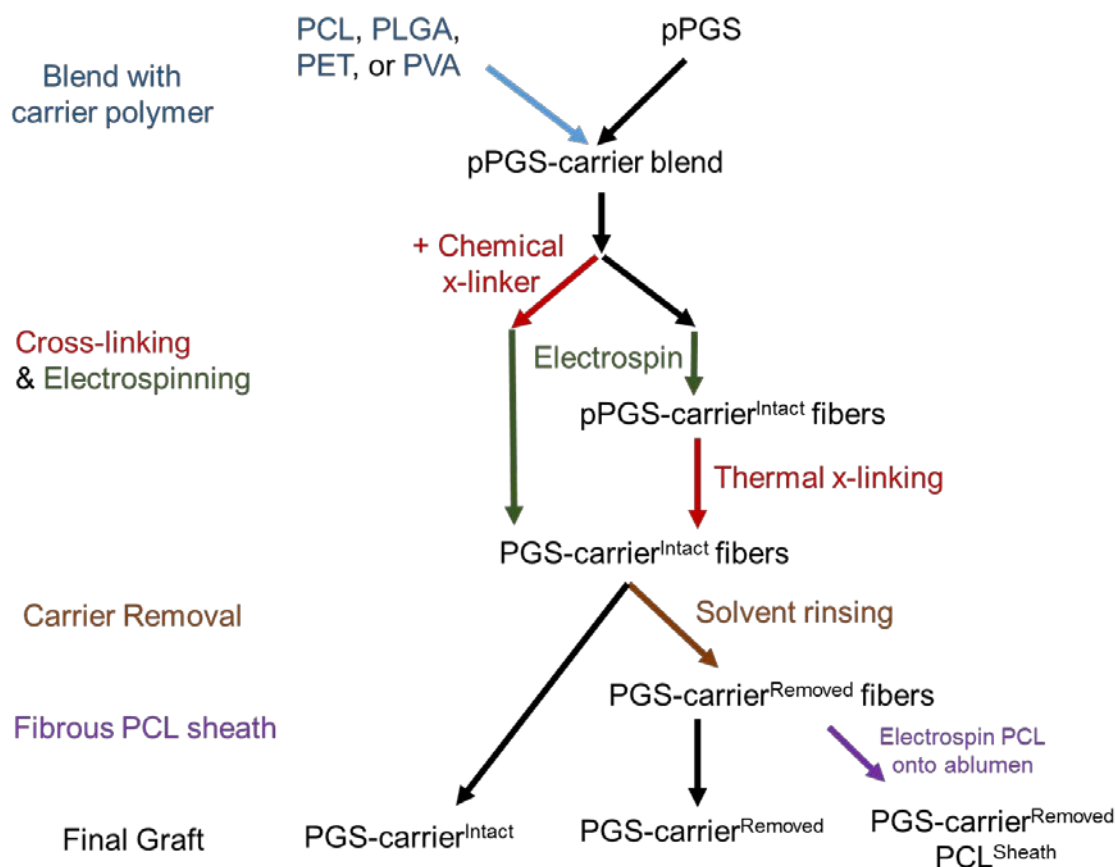 PCL, PLGA,
PET, or PVA
pPGS
Blend with
carrier polymer
pPGS-carrier blend
+ Chemical
x-linker
Cross-linking
& Electrospinning
Electrospin
pPGS-carrierIntact fibers
Thermal x-linking
PGS-carrierIntact fibers
Carrier Removal
Solvent rinsing
PGS-carrierRemoved fibers
Fibrous PCL sheath
Electrospin PCL
onto ablumen
Final Graft
PGS-carrierIntact
PGS-carrierRemoved
PGS-carrierRemoved
PCLSheath